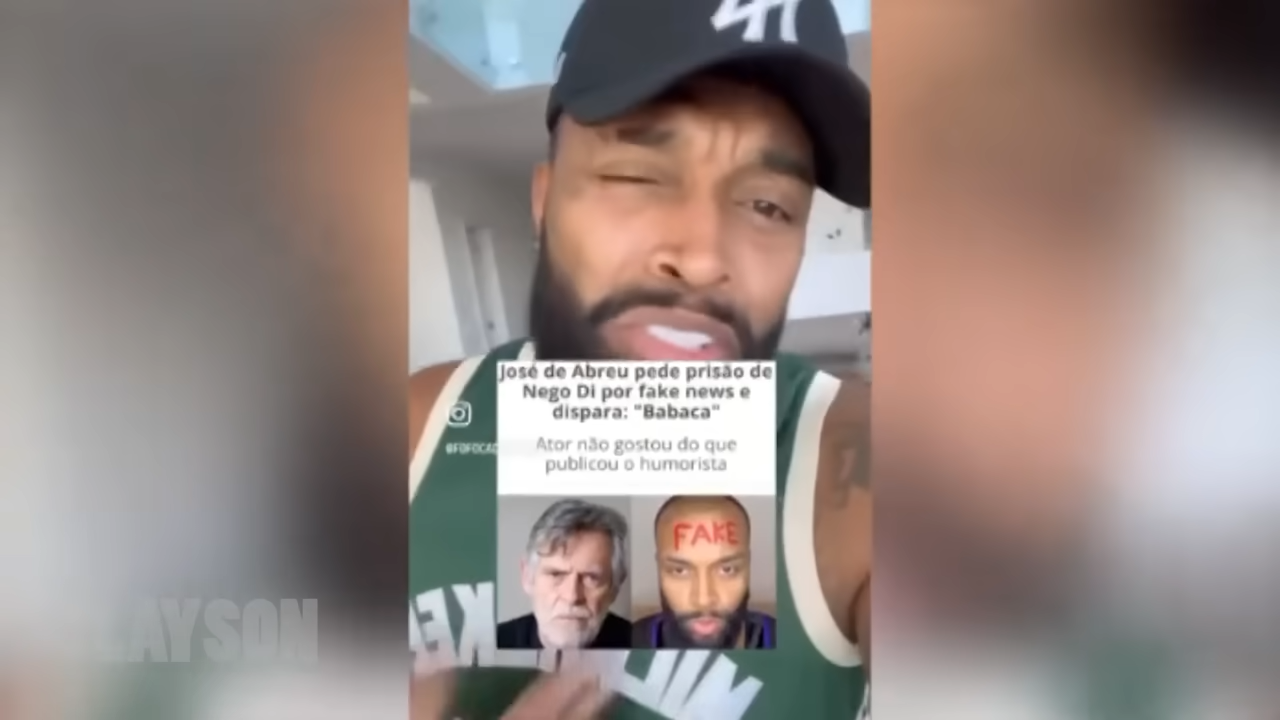 José de Abreu pede prisão de
Nego Di por fake news e
dispara: "Babaca"
Ator não gostou do que
publicou o humorista
FAKE
LAYSON